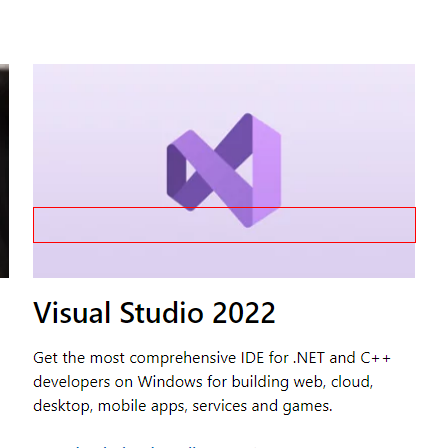 Visual Studio 2022
Get the most comprehensive IDE for .NET and C++
developers on Windows for building web, cloud,
desktop, mobile apps, services and games.